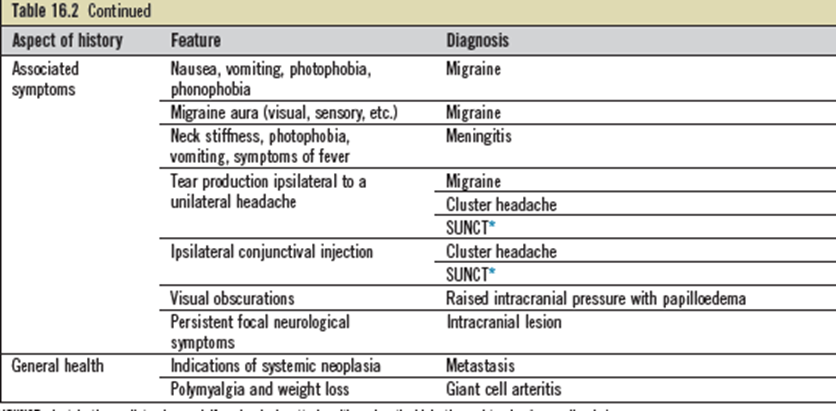 Table 16.2 Continued
Aspect of history Feature Diagnosis
Associated symptoms Nausea, vomiting, photophobia, phonophobia Migraine
Migraine aura (visual, sensory, etc.) Migraine
Neck stiffness, photophobia, vomiting, symptoms of fever Meningitis
Tear production ipsilateral to a unilateral headache Migraine
Cluster headache
SUNCT*
Ipsilateral conjunctival injection Cluster headache
SUNCT*
Visual obscurations Raised intracranial pressure with papilloedema
Persistent focal neurological symptoms Intracranial lesion
General health Indications of systemic neoplasia Metastasis
Polymyalgia and weight loss Giant cell arteritis